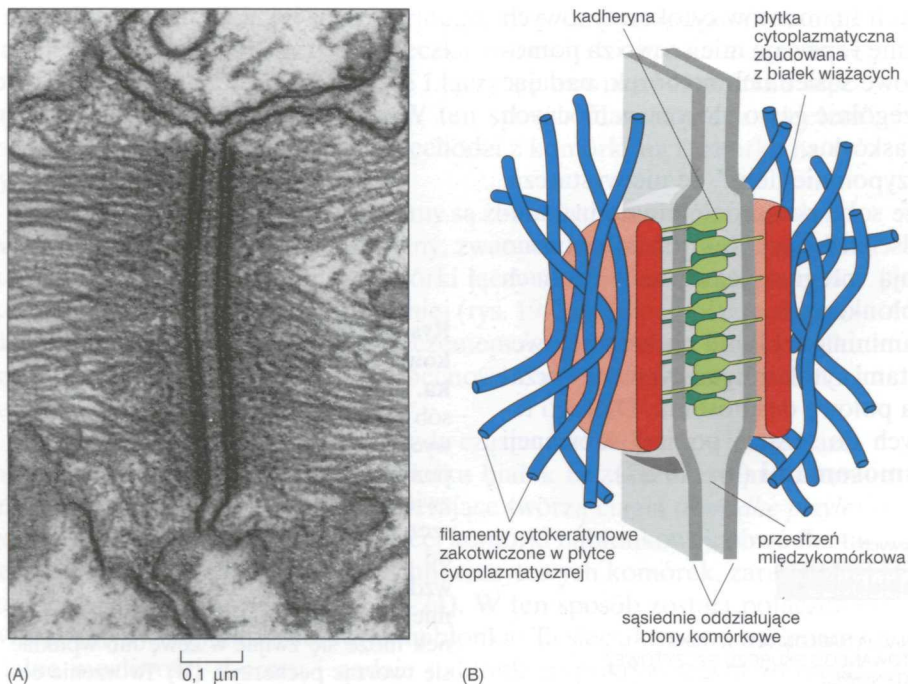 kadheryna
płytka
cytoplazmatyczna
zbudowana
z białek wiążących
filamenty cytokeratynowe
zakotwiczone w płytce
cytoplazmatycznej
przestrzeń
międzykomórkowa
sąsiednie oddziałujące
błony komórkowe
(A)
0,1 μm
(B)